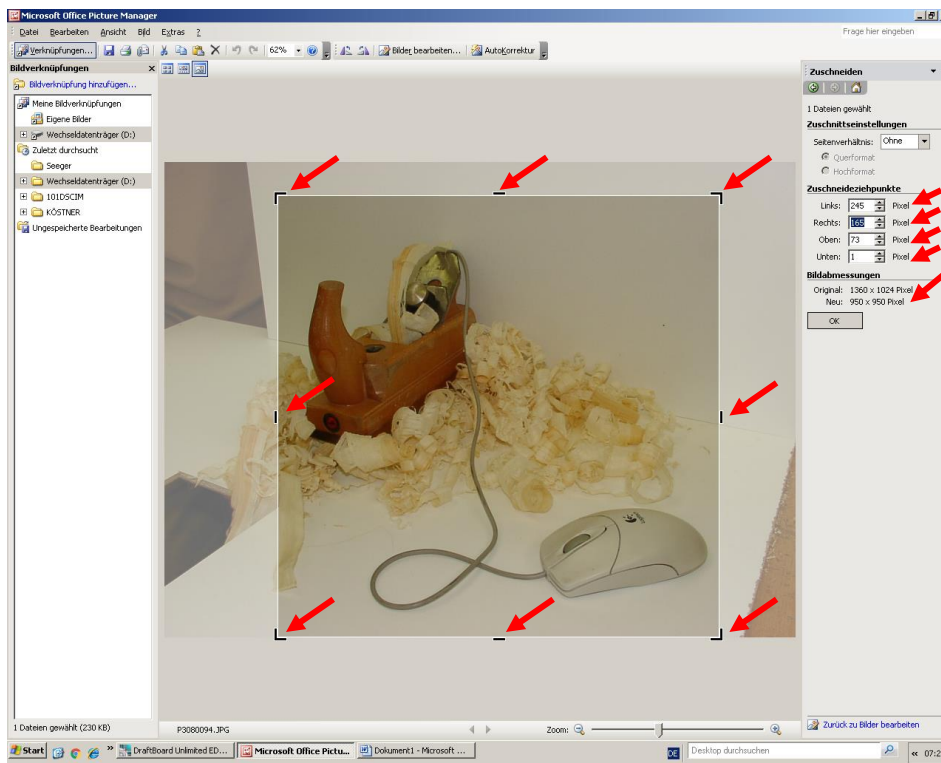 Microsoft Office Picture Manager
Datei Bearbeiten Ansicht Bild Extras ? Frage hier eingeben
Verknüpfungen... 62% Bilder bearbeiten... AutoKorrektur
Bildverknüpfungen
Bildverknüpfung hinzufügen...
Meine Bildverknüpfungen
Eigene Bilder
Wechseldatenträger (D:)
Zuletzt durchsucht
Seeger
Wechseldatenträger (D:)
101DSCIM
KÖSTNER
Ungespeicherte Bearbeitungen
Zuschneiden
1 Dateien gewählt
Zuschnittseinstellungen
Seitenverhältnis: Ohne
Querformat
Hochformat
Zuschneideziehpunkte
Links: 245 Pixel
Rechts: 165 Pixel
Oben: 73 Pixel
Unten: 1 Pixel
Bildabmessungen
Original: 1360 x 1024 Pixel
Neu: 950 x 950 Pixel
OK
Zurück zu Bilder bearbeiten
1 Dateien gewählt (230 KB) P3080094.JPG Zoom:
Start » DraftBoard Unlimited ED... Microsoft Office Pictu... Dokument1 - Microsoft ... DE Desktop durchsuchen « 07:2